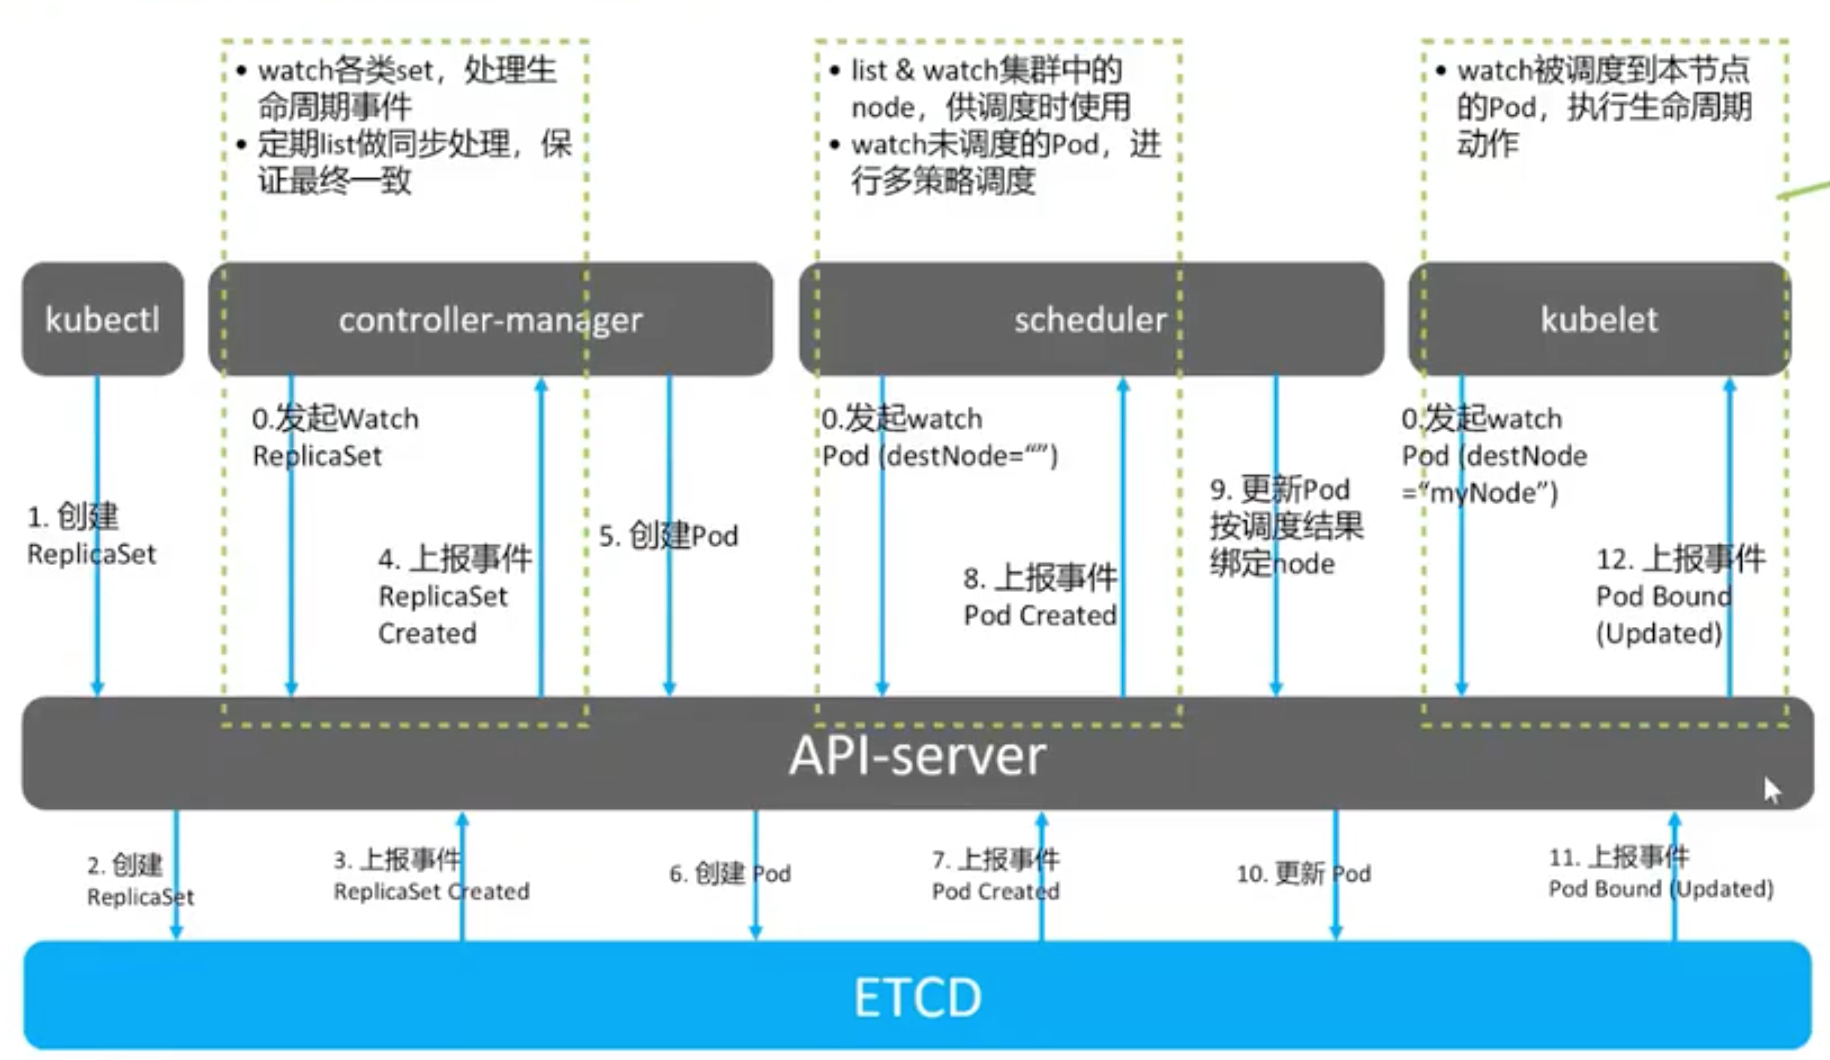 • watch各类set，处理生
命周期事件
• 定期list做同步处理，保
证最终一致
• list & watch集群中的
node，供调度时使用
• watch未调度的Pod，进
行多策略调度
• watch被调度到本节点
的Pod，执行生命周期
动作
kubectl
controller-manager
scheduler
kubelet
1. 创建
ReplicaSet
0.发起Watch
ReplicaSet
4. 上报事件
ReplicaSet
Created
5. 创建Pod
0.发起watch
Pod (destNode=“”)
8. 上报事件
Pod Created
9. 更新Pod
按调度结果
绑定node
0.发起watch
Pod (destNode
=“myNode”)
12. 上报事件
Pod Bound
(Updated)
API-server
2. 创建
ReplicaSet
3. 上报事件
ReplicaSet Created
6. 创建 Pod
7. 上报事件
Pod Created
10. 更新 Pod
11. 上报事件
Pod Bound (Updated)
ETCD